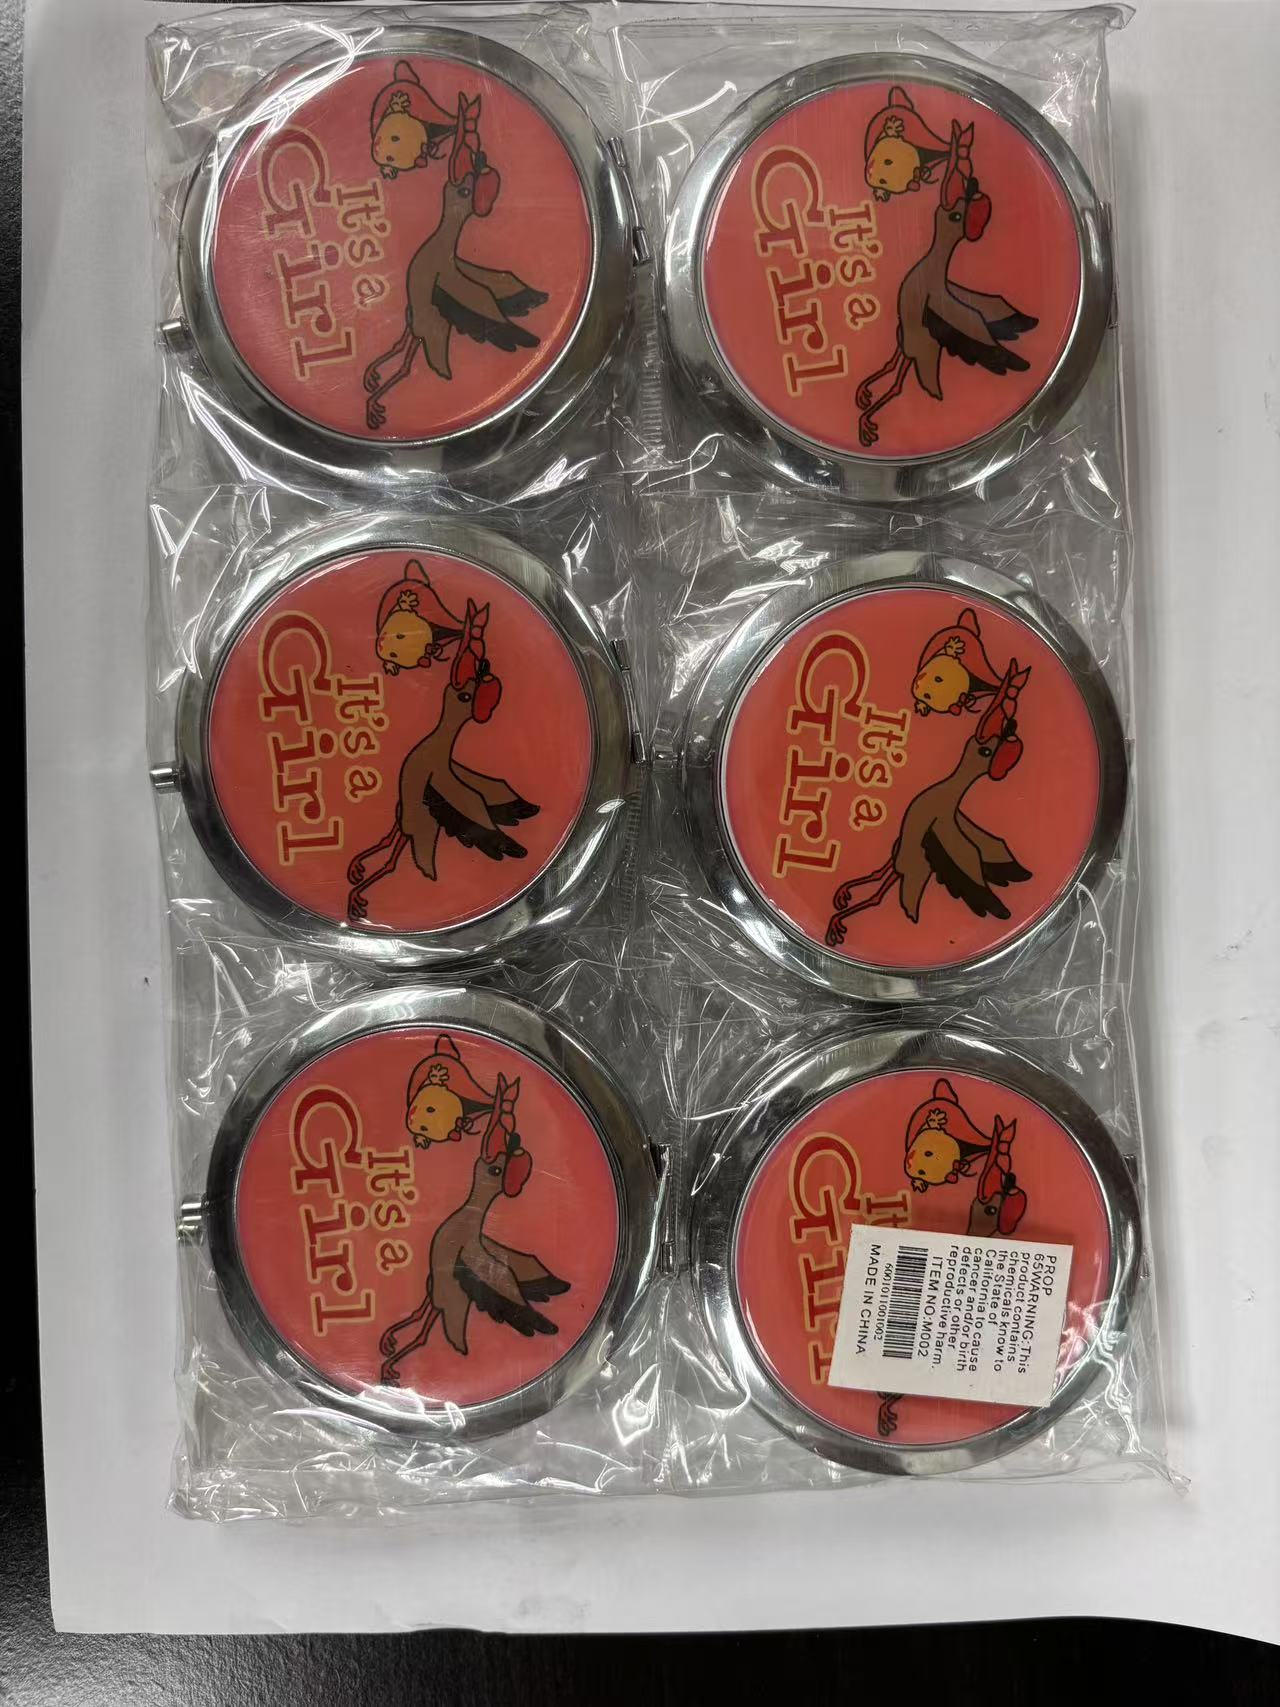 It's a
Girl
It's a
Girl
It's a
Girl
It's a
Girl
It's a
Girl
It
Girl
PROP
65WARNING:This
product contains
chemicals know to
the State of
California to cause
cancer and/or birth
defects or other
reproductive harm.
ITEM NO:M002
MADE IN CHINA